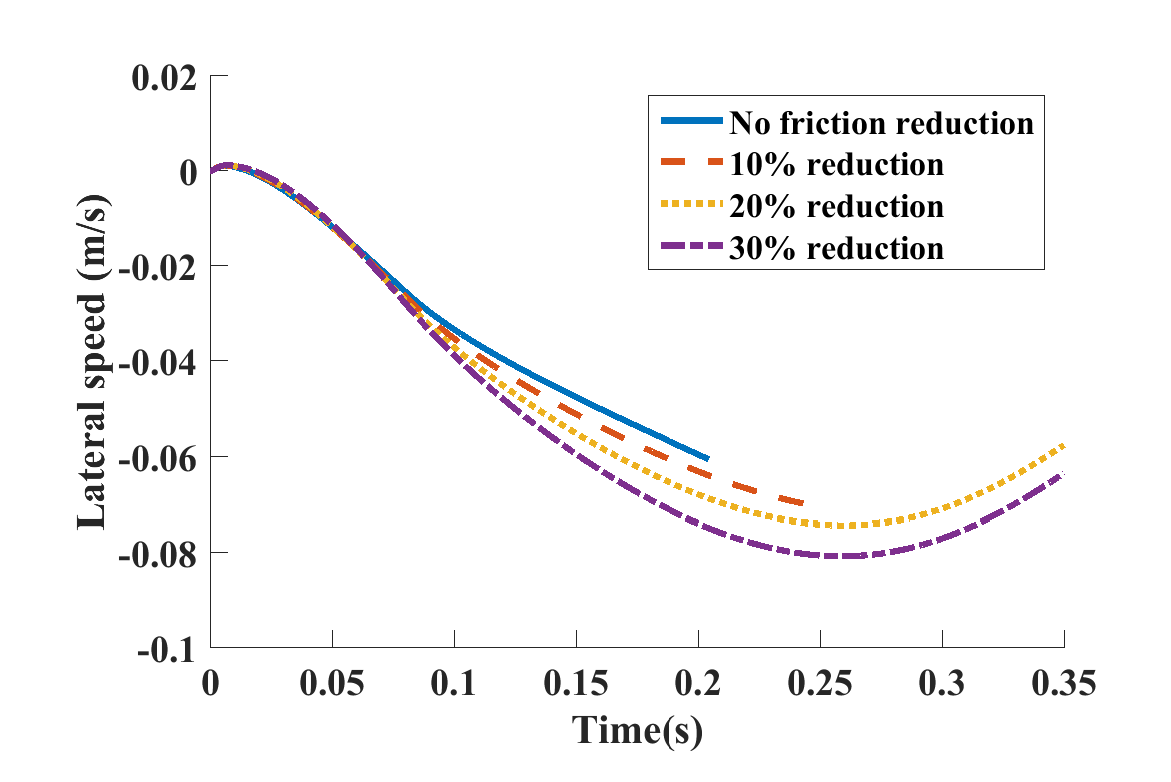 0.02
0
-0.02
-0.04
-0.06
-0.08
-0.1
Lateral speed (m/s)
No friction reduction
10% reduction
20% reduction
30% reduction
0 0.05 0.1 0.15 0.2 0.25 0.3 0.35
Time(s)